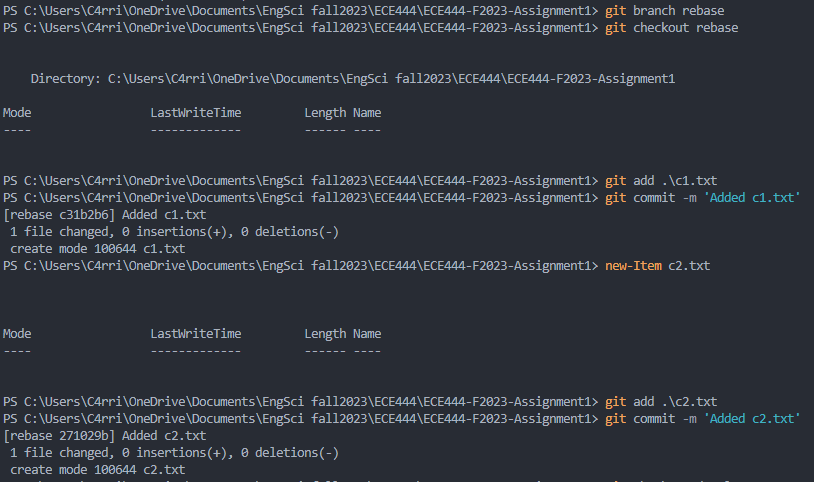 PS C:\Users\C4rri\OneDrive\Documents\EngSci fall2023\ECE444\ECE444-F2023-Assignment1> git branch rebase
PS C:\Users\C4rri\OneDrive\Documents\EngSci fall2023\ECE444\ECE444-F2023-Assignment1> git checkout rebase
Directory: C:\Users\C4rri\OneDrive\Documents\EngSci fall2023\ECE444\ECE444-F2023-Assignment1
Mode LastWriteTime Length Name
---- ------------- ------ ----
PS C:\Users\C4rri\OneDrive\Documents\EngSci fall2023\ECE444\ECE444-F2023-Assignment1> git add .\c1.txt
PS C:\Users\C4rri\OneDrive\Documents\EngSci fall2023\ECE444\ECE444-F2023-Assignment1> git commit -m 'Added c1.txt'
[rebase c31b2b6] Added c1.txt
1 file changed, 0 insertions(+), 0 deletions(-)
create mode 100644 c1.txt
PS C:\Users\C4rri\OneDrive\Documents\EngSci fall2023\ECE444\ECE444-F2023-Assignment1> new-Item c2.txt
Mode LastWriteTime Length Name
---- ------------- ------ ----
PS C:\Users\C4rri\OneDrive\Documents\EngSci fall2023\ECE444\ECE444-F2023-Assignment1> git add .\c2.txt
PS C:\Users\C4rri\OneDrive\Documents\EngSci fall2023\ECE444\ECE444-F2023-Assignment1> git commit -m 'Added c2.txt'
[rebase 271029b] Added c2.txt
1 file changed, 0 insertions(+), 0 deletions(-)
create mode 100644 c2.txt